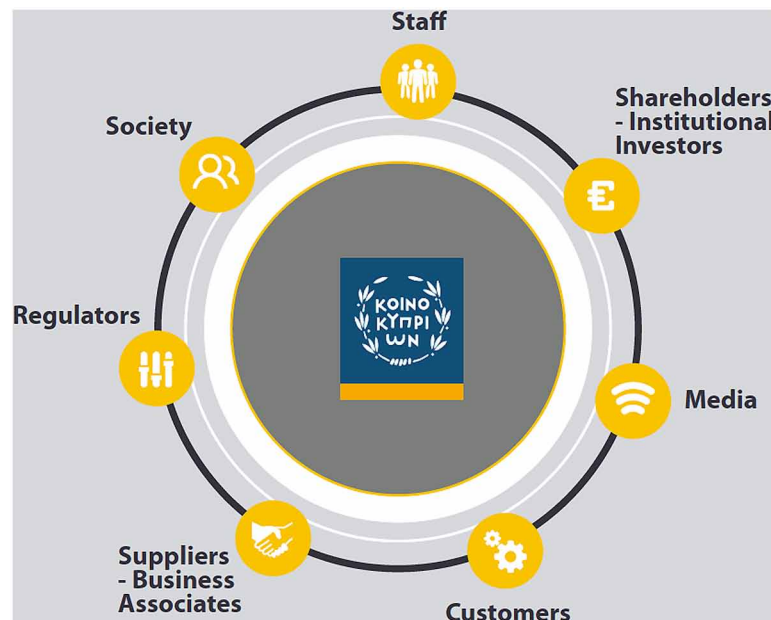 Staff
Shareholders
- Institutional
Investors
Society
ΚΟΙΝΟ
ΚΥΠΡΙ
ωΝ
Regulators
Media
Suppliers
- Business
Associates
Customers